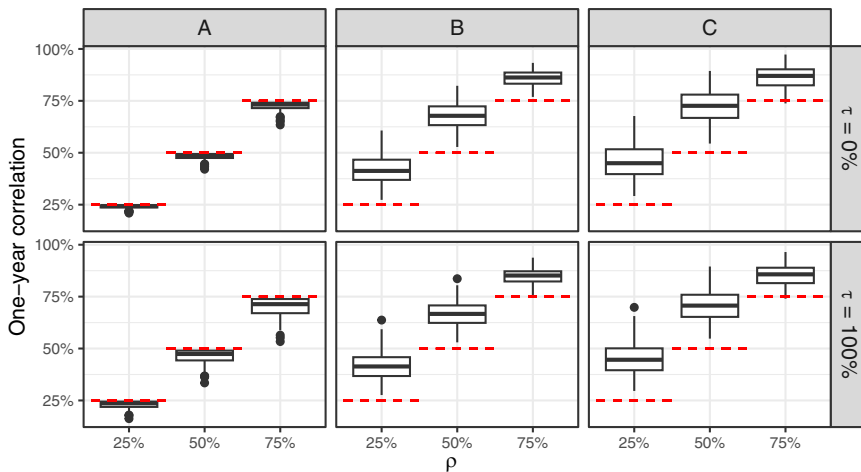 A B C
100%
75%
50%
25%
τ = 0%
100%
75%
50%
25%
τ = 100%
One−year correlation
25% 50% 75% 25% 50% 75% 25% 50% 75%
ρ